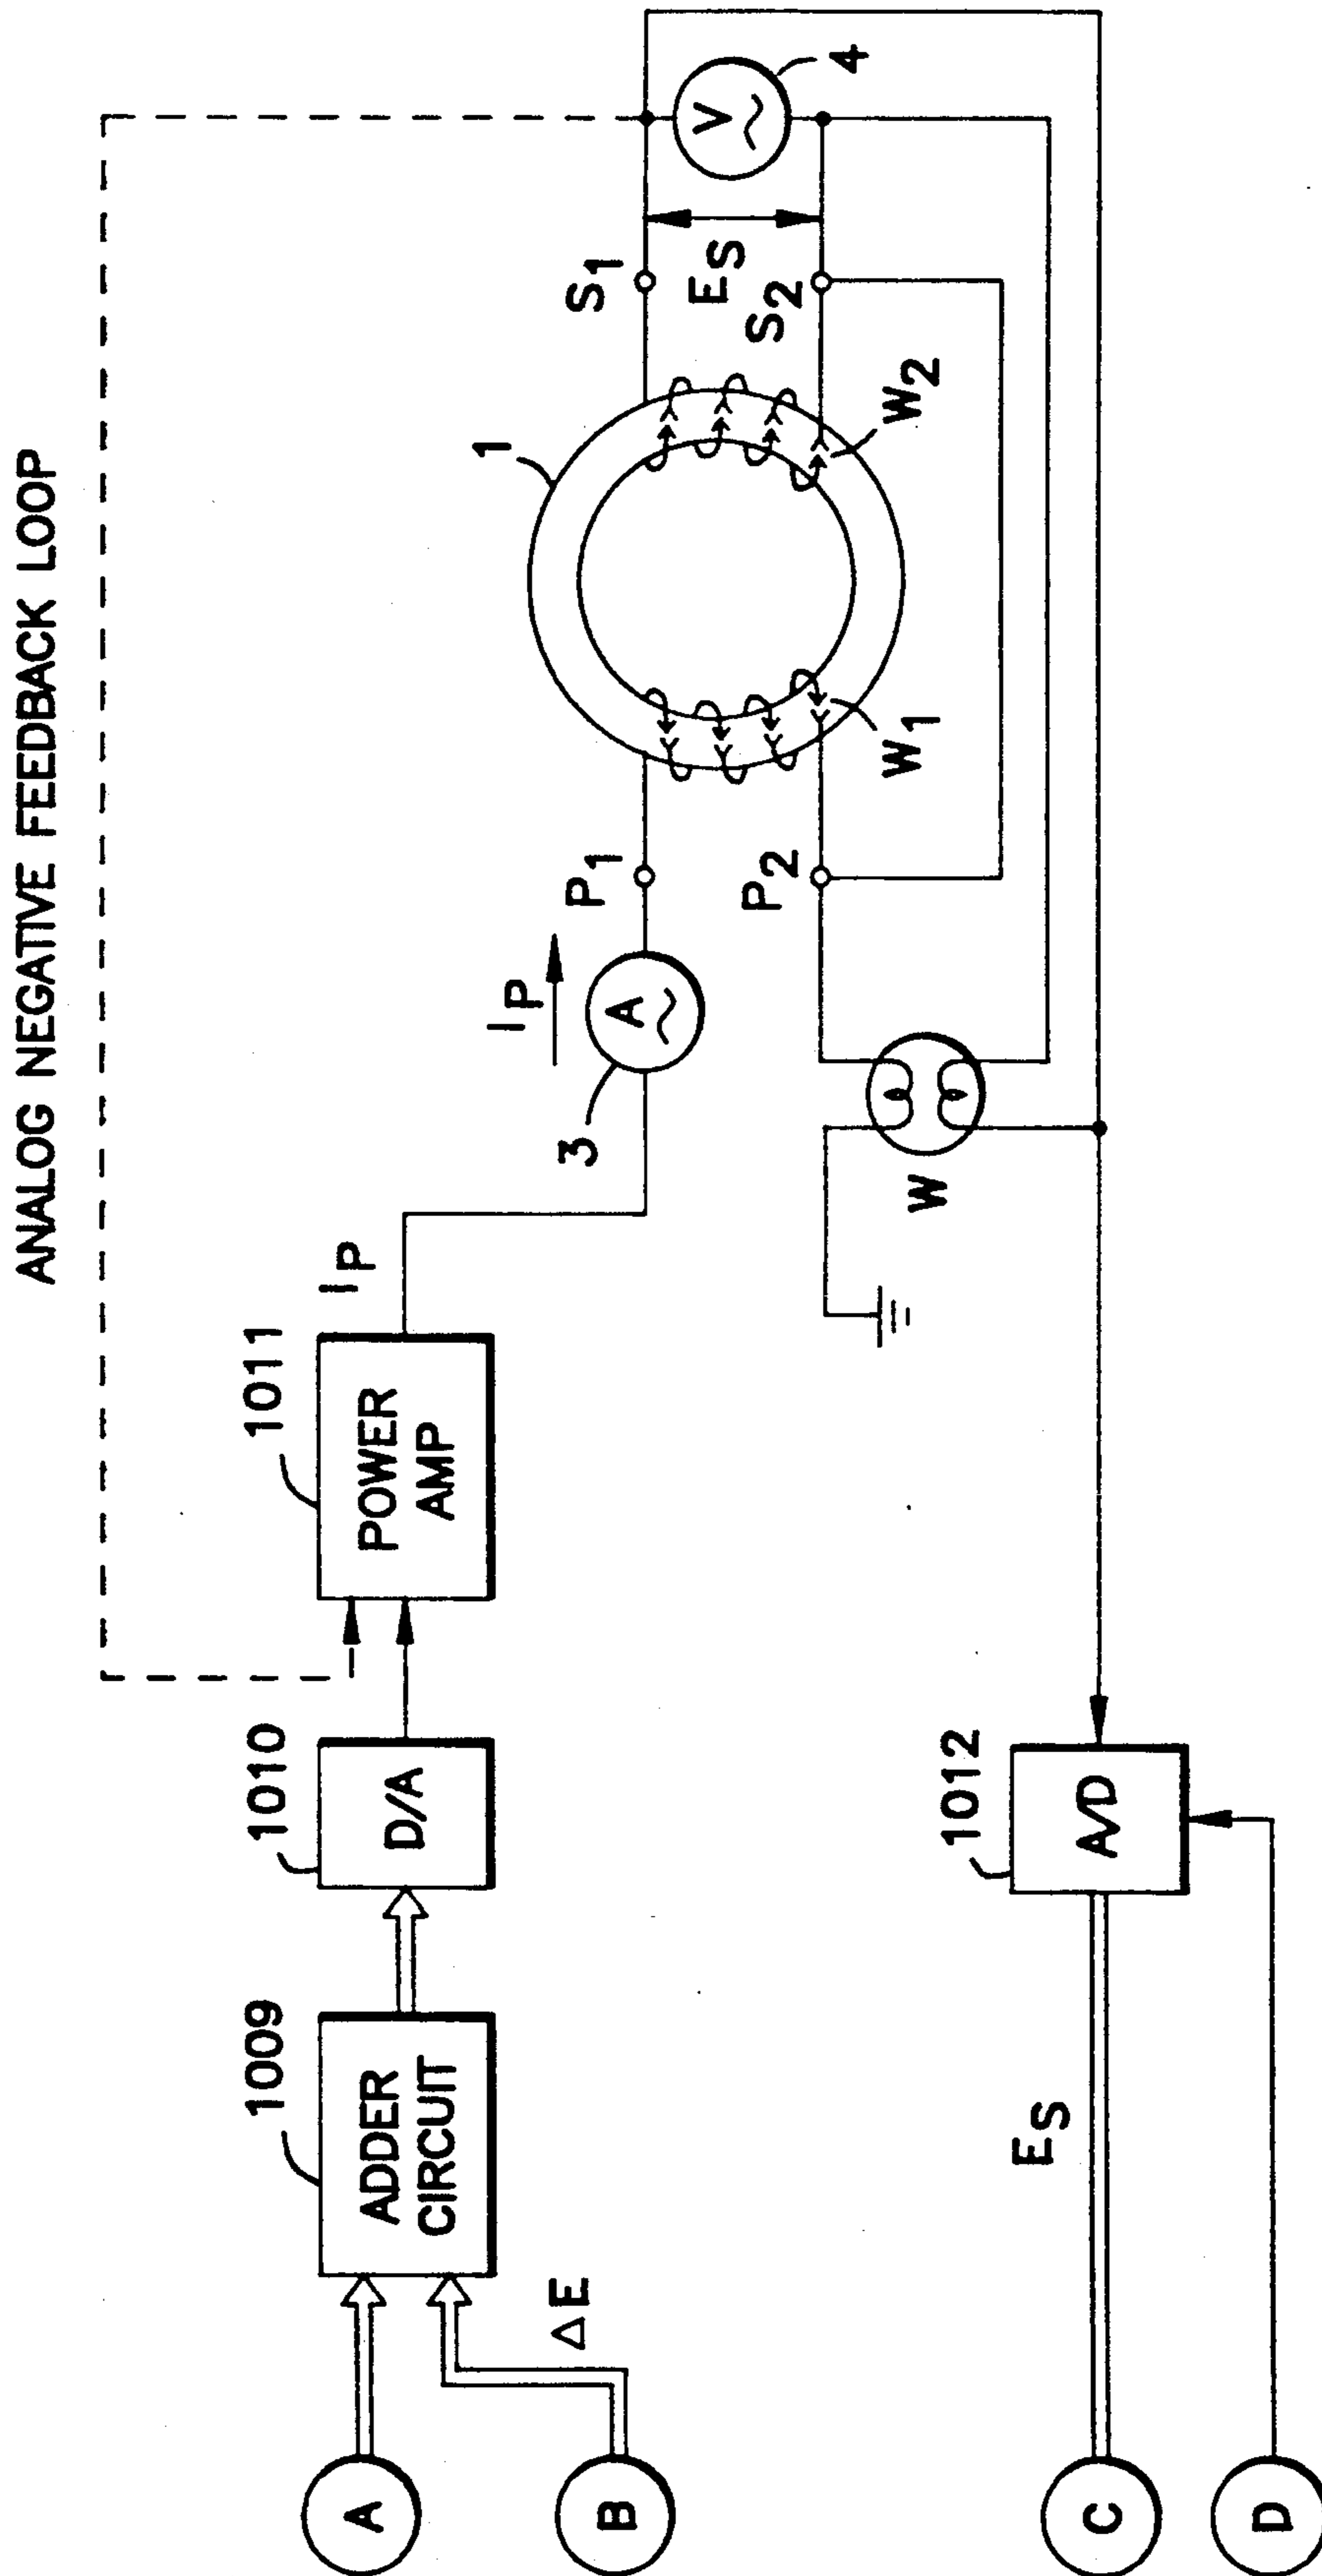 ANALOG NEGATIVE FEEDBACK LOOP
A
B
ΔE
1009
ADDER
CIRCUIT
1010
D/A
1011
POWER
AMP
IP
IP
3
A
~
P1
P2
1
W1
W2
S1
ES
S2
V
~
4
W
C
ES
1012
A/D
D